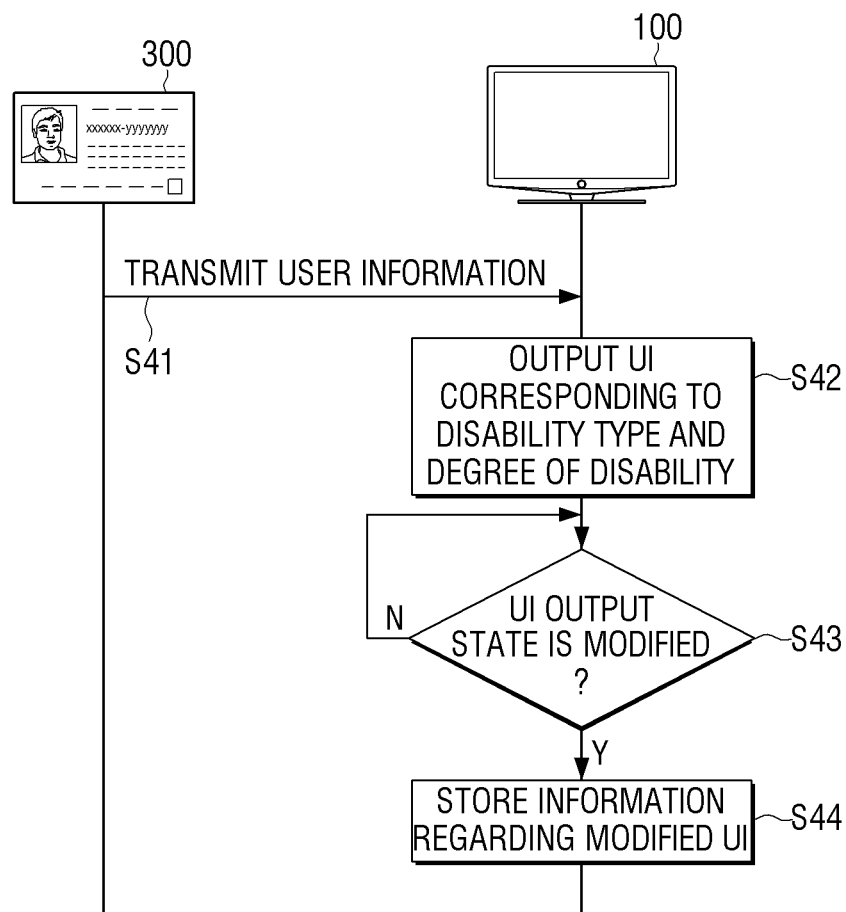 100
300
xxxxxx-yyyyyyy
TRANSMIT USER INFORMATION
S41
OUTPUT UI
CORRESPONDING TO
DISABILITY TYPE AND
DEGREE OF DISABILITY
S42
N
UI OUTPUT
STATE IS MODIFIED
?
S43
Y
STORE INFORMATION
REGARDING MODIFIED UI
S44